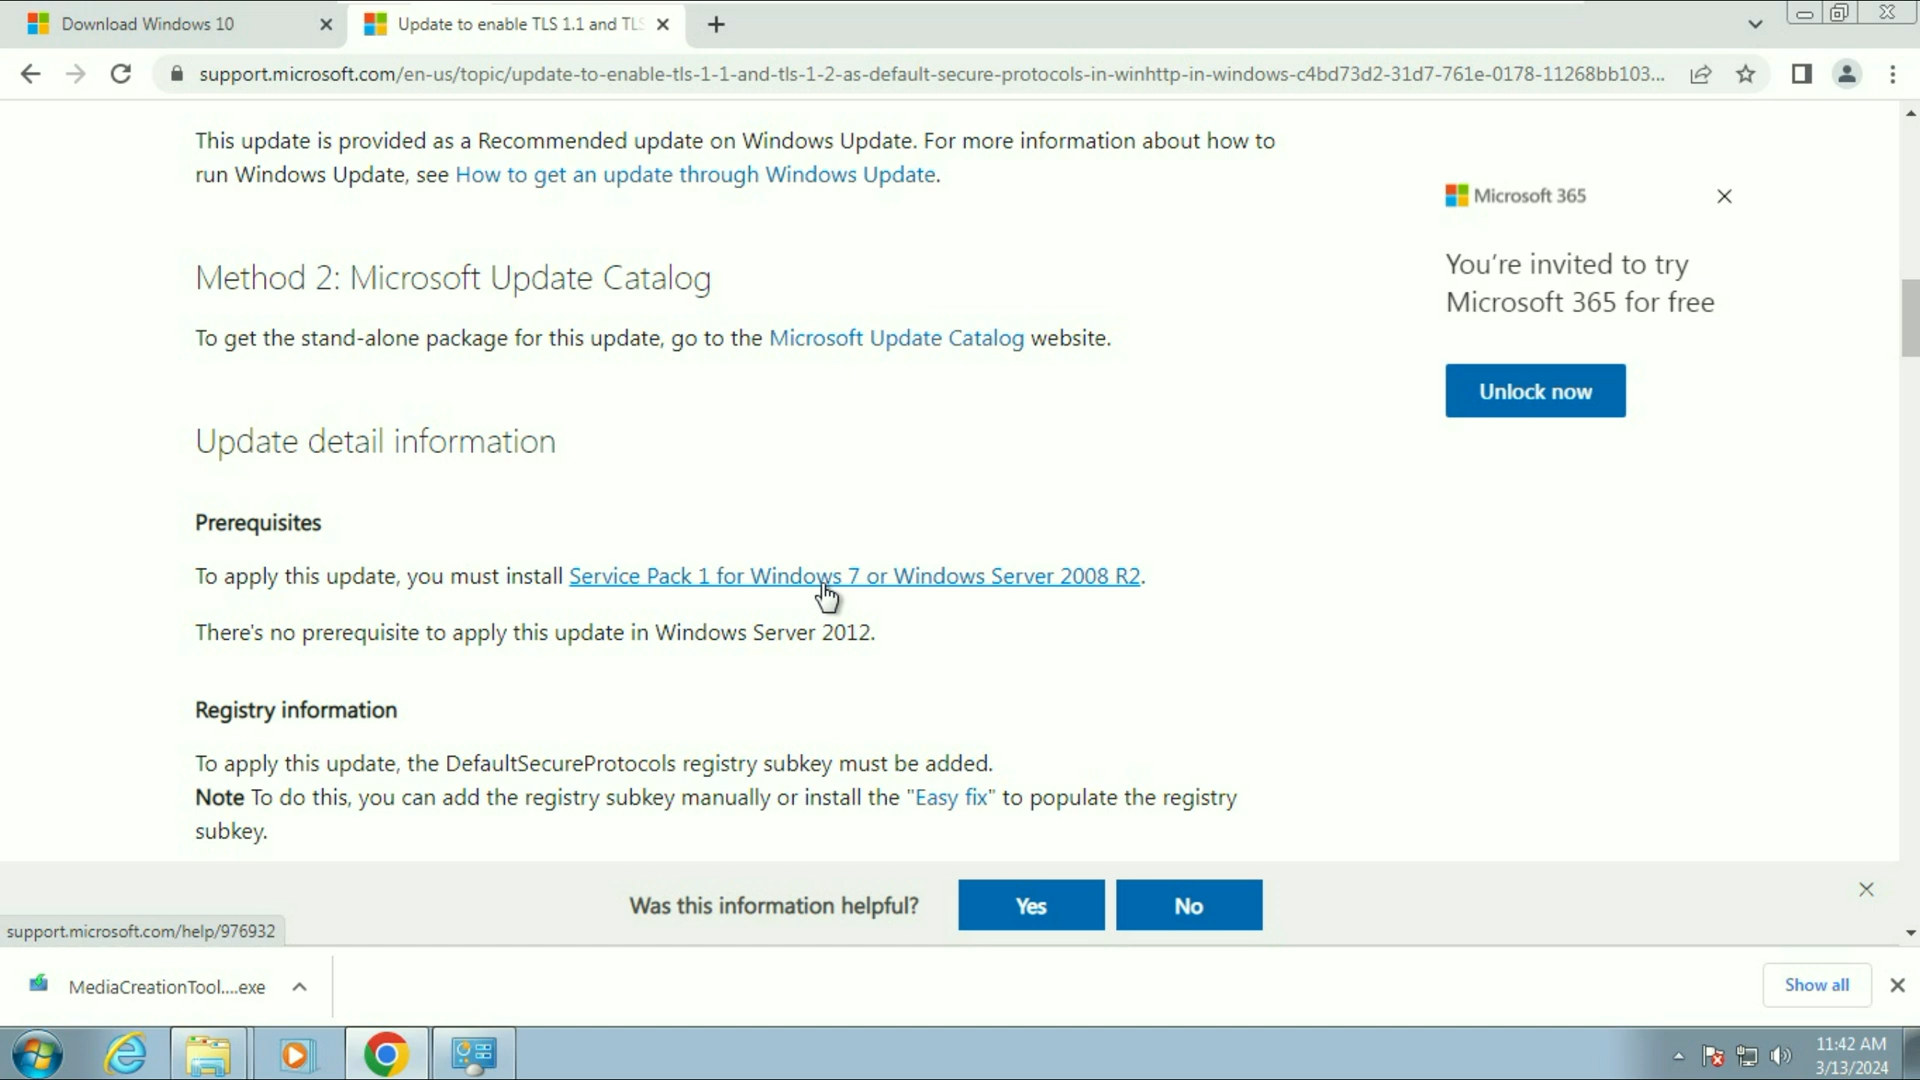 Download Windows 10
Update to enable TLS 1.1 and TLS
support.microsoft.com/en-us/topic/update-to-enable-tls-1-1-and-tls-1-2-as-default-secure-protocols-in-winhttp-in-windows-c4bd73d2-31d7-761e-0178-11268bb103...
This update is provided as a Recommended update on Windows Update. For more information about how to
run Windows Update, see How to get an update through Windows Update.
Microsoft 365
You're invited to try
Microsoft 365 for free
Unlock now
Method 2: Microsoft Update Catalog
To get the stand-alone package for this update, go to the Microsoft Update Catalog website.
Update detail information
Prerequisites
To apply this update, you must install Service Pack 1 for Windows 7 or Windows Server 2008 R2.
There's no prerequisite to apply this update in Windows Server 2012.
Registry information
To apply this update, the DefaultSecureProtocols registry subkey must be added.
Note To do this, you can add the registry subkey manually or install the "Easy fix" to populate the registry
subkey.
Was this information helpful?
Yes
No
support.microsoft.com/help/976932
MediaCreationTool....exe
Show all
11:42 AM
3/13/2024